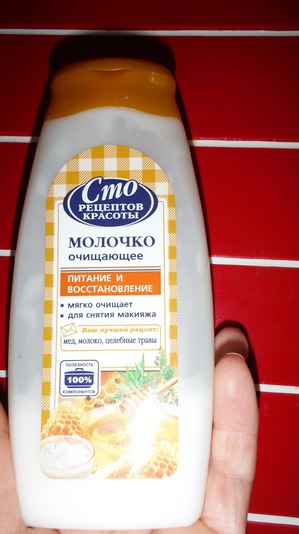 Сто
РЕЦЕПТОВ
КРАСОТЫ
МОЛОЧКО
очищающее
ПИТАНИЕ И
ВОССТАНОВЛЕНИЕ
• мягко очищает
• для снятия макияжа
Ваш лучший рецепт:
мед, молоко, целебные травы
ПОЛЕЗНОСТЬ
100%
КОМПОНЕНТОВ